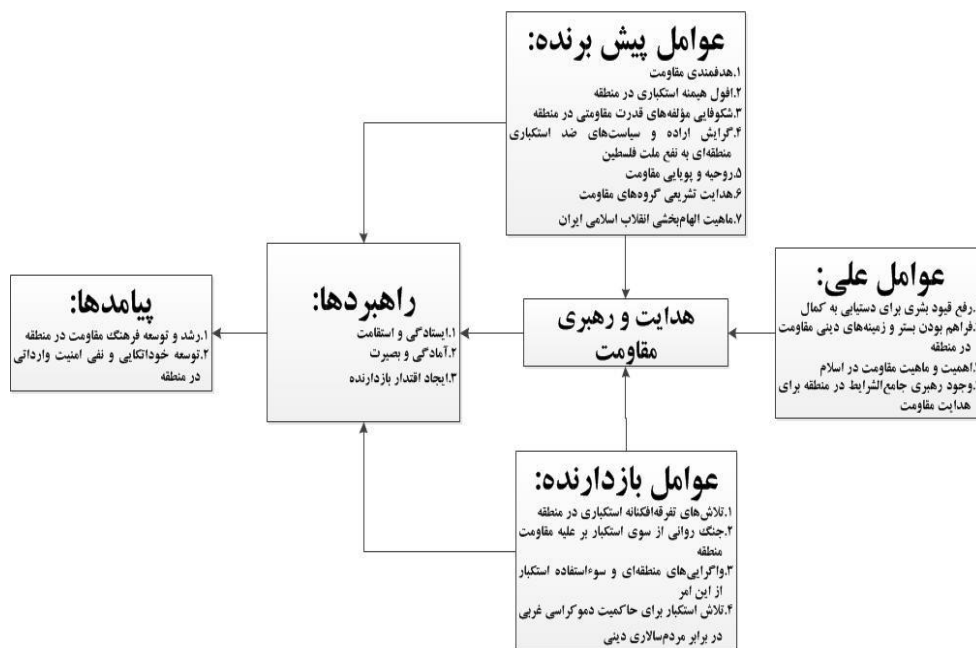 عوامل پیش برنده:
۱.هدفمندی مقاومت
۲.افول هیمنه استکباری در منطقه
۳.شکوفایی مؤلفه‌های قدرت مقاومتی در منطقه
۴.گرایش اراده و سیاست‌های ضد استکباری
منطقه‌ای به نفع ملت فلسطین
۵.روحیه و پویایی مقاومت
۶.هدایت تشریعی گروه‌های مقاومت
۷.ماهیت الهام‌بخشی انقلاب اسلامی ایران
عوامل علی:
رفع قیود بشری برای دستیابی به کمال
فراهم بودن بستر و زمینه‌های دینی مقاومت
در منطقه
اهمیت و ماهیت مقاومت در اسلام
وجود رهبری جامع‌الشرایط در منطقه برای
هدایت مقاومت
هدایت و رهبری
مقاومت
راهبردها:
۱.ایستادگی و استقامت
۲.آمادگی و بصیرت
۳.ایجاد اقتدار بازدارنده
پیامدها:
۱.رشد و توسعه فرهنگ مقاومت در منطقه
۲.توسعه خوداتکایی و نفی امنیت وارداتی
در منطقه
عوامل بازدارنده:
۱.تلاش‌های تفرقه‌افکنانه استکباری در منطقه
۲.جنگ روانی از سوی استکبار بر علیه مقاومت
منطقه
۳.واگرایی‌های منطقه‌ای و سوءاستفاده استکبار
از این امر
۴.تلاش استکبار برای حاکمیت دموکراسی غربی
در برابر مردم‌سالاری دینی